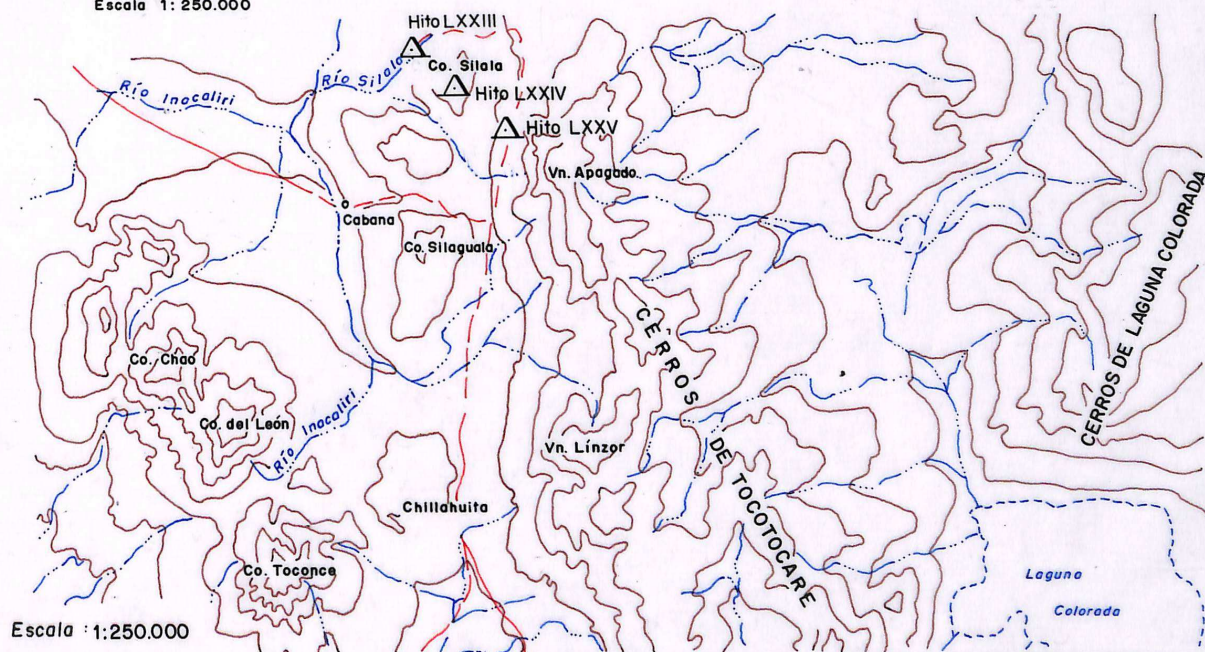 Escala 1: 250.000
Hito LXXIII
Río Silala
Co. Silala
Hito LXXIV
Río Inocaliri
Hito LXXV
Vn. Apagado
Cabana
Co. Silaguala
CERROS DE LAGUNA COLORADA
CERROS DE TOCOTOCARE
Co. Chao
Co. del León
Río Inocaliri
Vn. Línzor
Chillahuita
Co. Toconce
Laguna
Colorada
Escala : 1:250.000